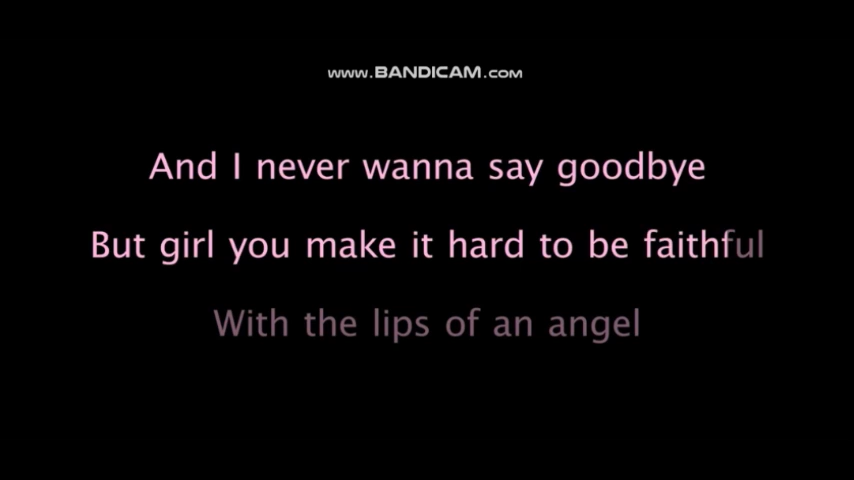 www.BANDICAM.com
And I never wanna say goodbye
But girl you make it hard to be faithful
With the lips of an angel